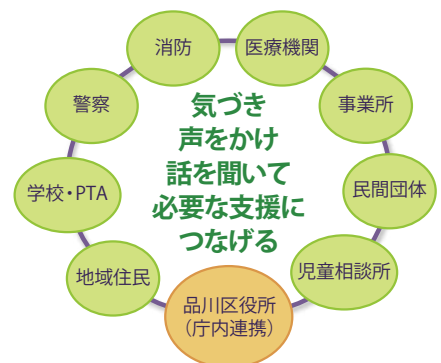 消防
医療機関
警察
事業所
気づき
声をかけ
話を聞いて
必要な支援に
つなげる
学校・PTA
民間団体
地域住民
児童相談所
品川区役所
（庁内連携）